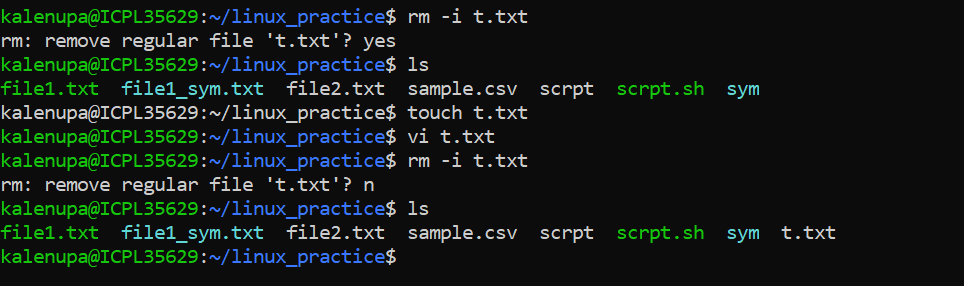 kalenupa@ICPL35629:~/linux_practice$ rm -i t.txt
rm: remove regular file 't.txt'? yes
kalenupa@ICPL35629:~/linux_practice$ ls
file1.txt  file1_sym.txt  file2.txt  sample.csv  scrpt  scrpt.sh  sym
kalenupa@ICPL35629:~/linux_practice$ touch t.txt
kalenupa@ICPL35629:~/linux_practice$ vi t.txt
kalenupa@ICPL35629:~/linux_practice$ rm -i t.txt
rm: remove regular file 't.txt'? n
kalenupa@ICPL35629:~/linux_practice$ ls
file1.txt  file1_sym.txt  file2.txt  sample.csv  scrpt  scrpt.sh  sym  t.txt
kalenupa@ICPL35629:~/linux_practice$